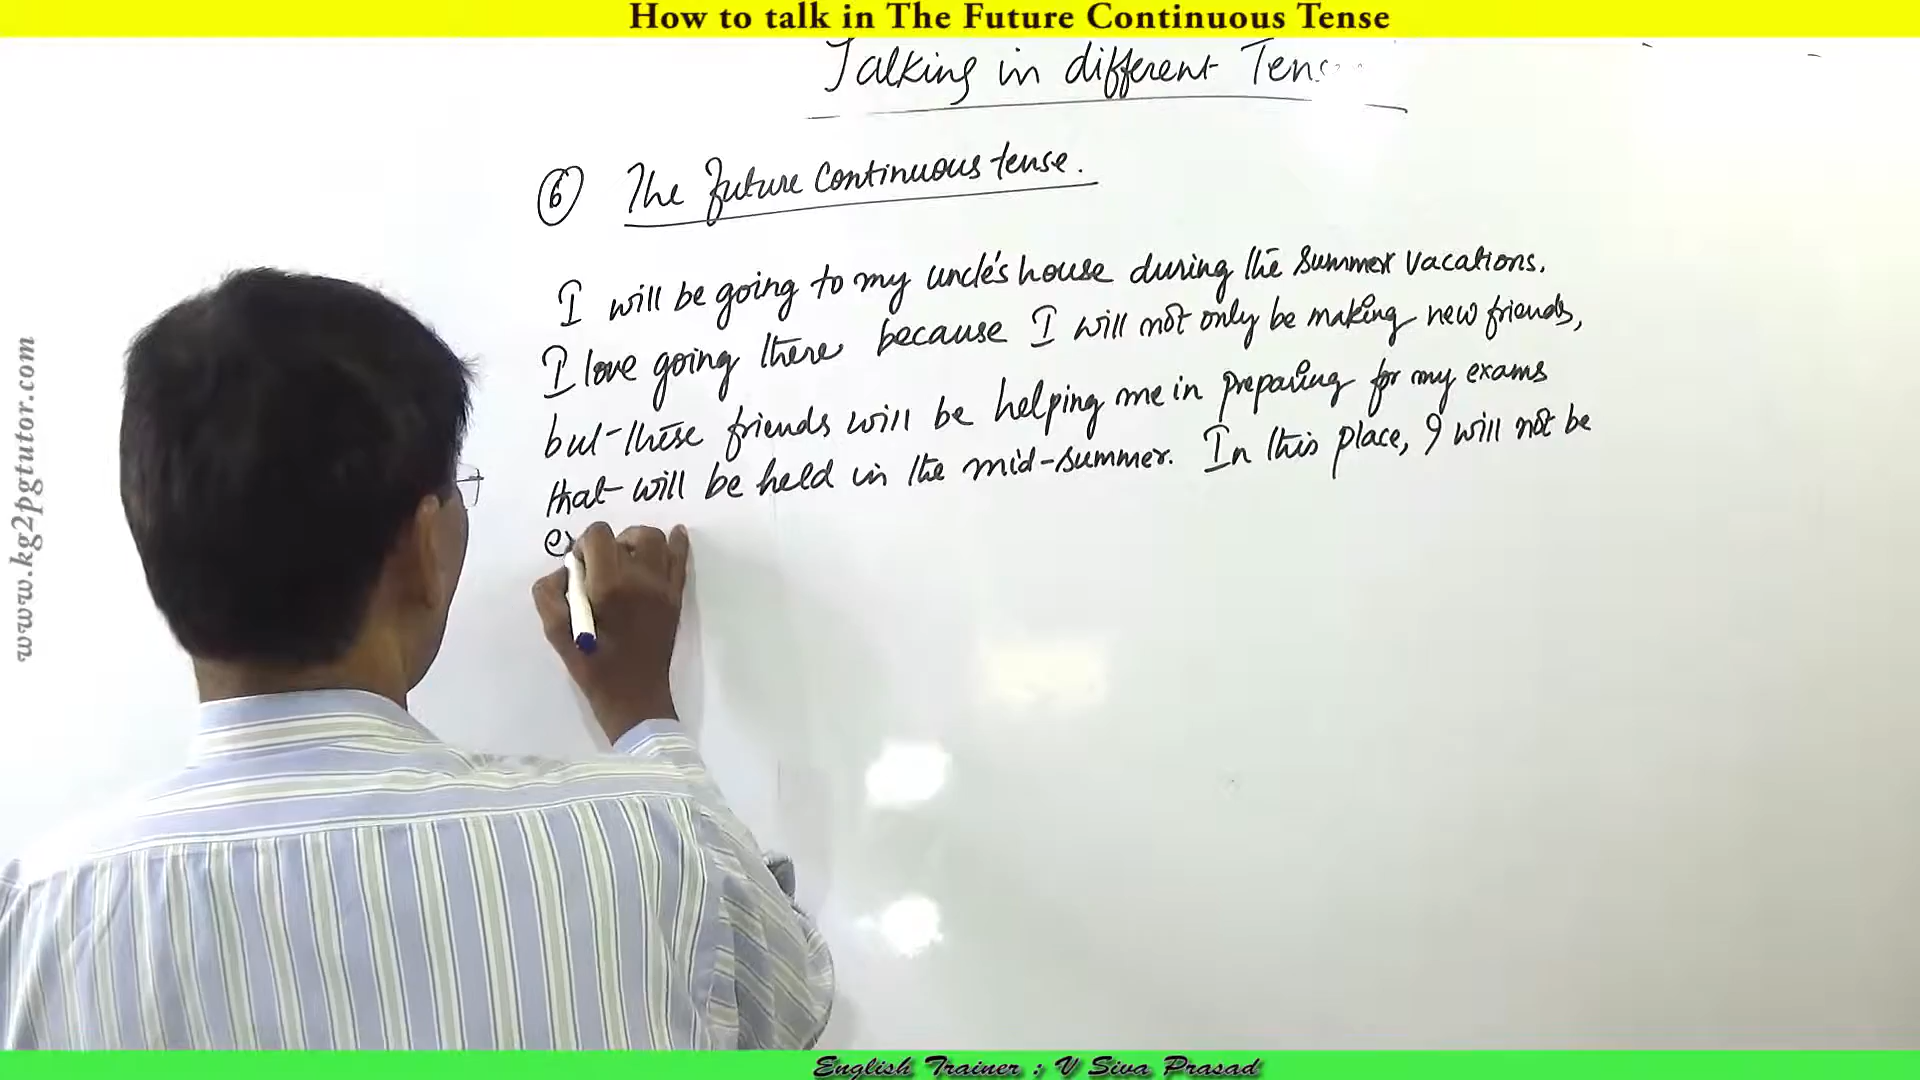 How to talk in The Future Continuous Tense
Talking in different Tens
6 The Future Continuous tense.
I will be going to my uncle's house during the summer vacations.
I love going there because I will not only be making new friends,
but these friends will be helping me in preparing for my exams
that will be held in the mid-summer. In this place, I will not be
www.kg2pgtutor.com
English Trainer : V Siva Prasad